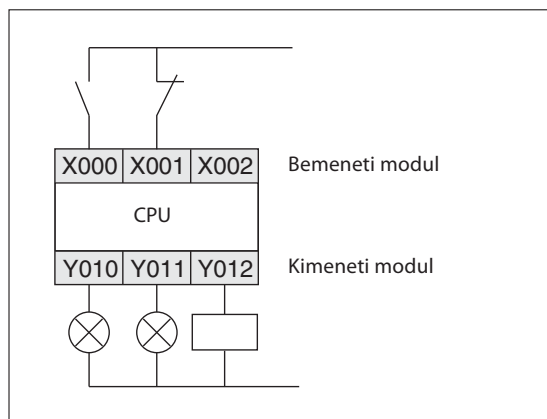 X000 X001 X002 Bemeneti modul
CPU
Y010 Y011 Y012 Kimeneti modul